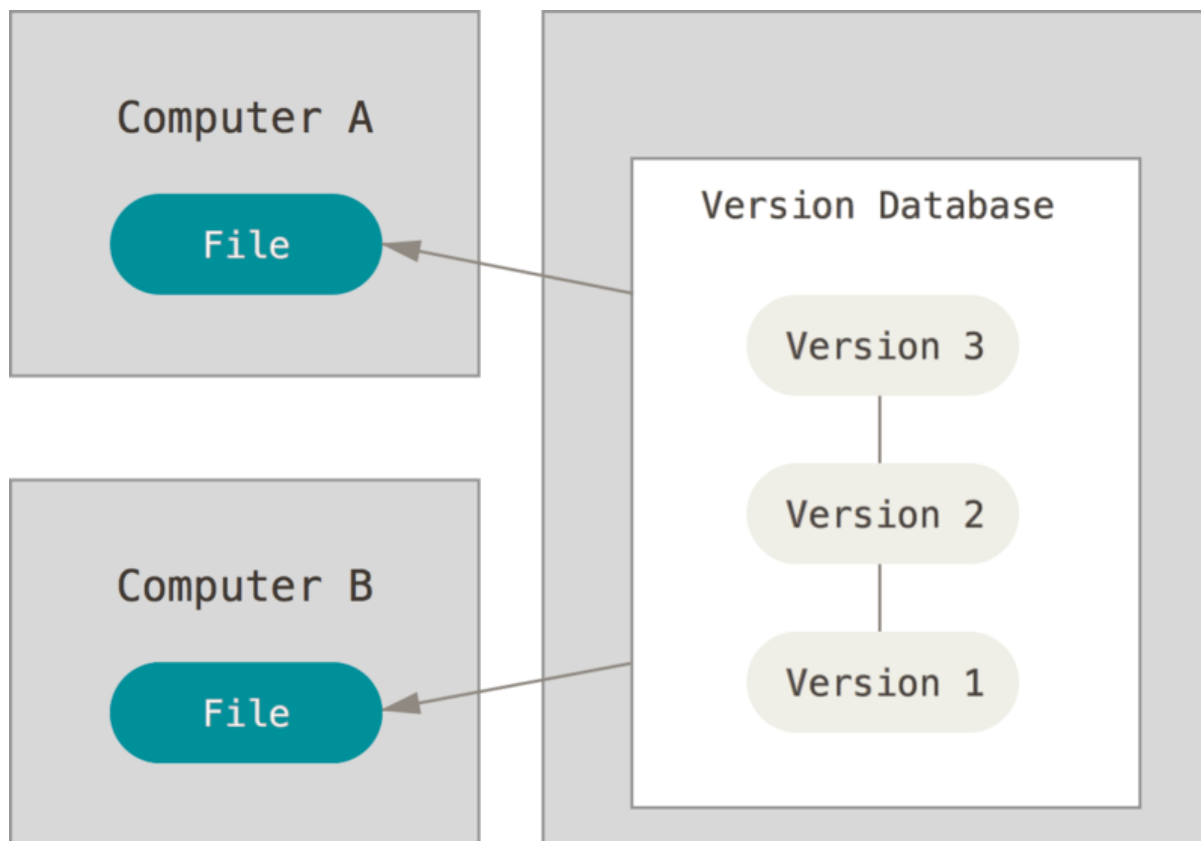 Computer A
File
Computer B
File
Version Database
Version 3
Version 2
Version 1